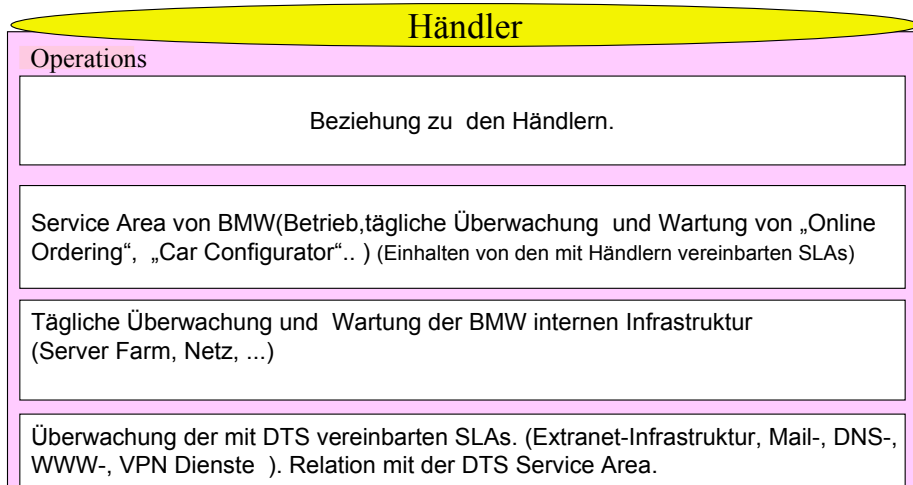 Händler
Operations
Beziehung zu den Händlern.
Service Area von BMW(Betrieb,tägliche Überwachung und Wartung von „Online
Ordering“, „Car Configurator“.. ) (Einhalten von den mit Händlern vereinbarten SLAs)
Tägliche Überwachung und Wartung der BMW internen Infrastruktur
(Server Farm, Netz, ...)
Überwachung der mit DTS vereinbarten SLAs. (Extranet-Infrastruktur, Mail-, DNS-,
WWW-, VPN Dienste ). Relation mit der DTS Service Area.